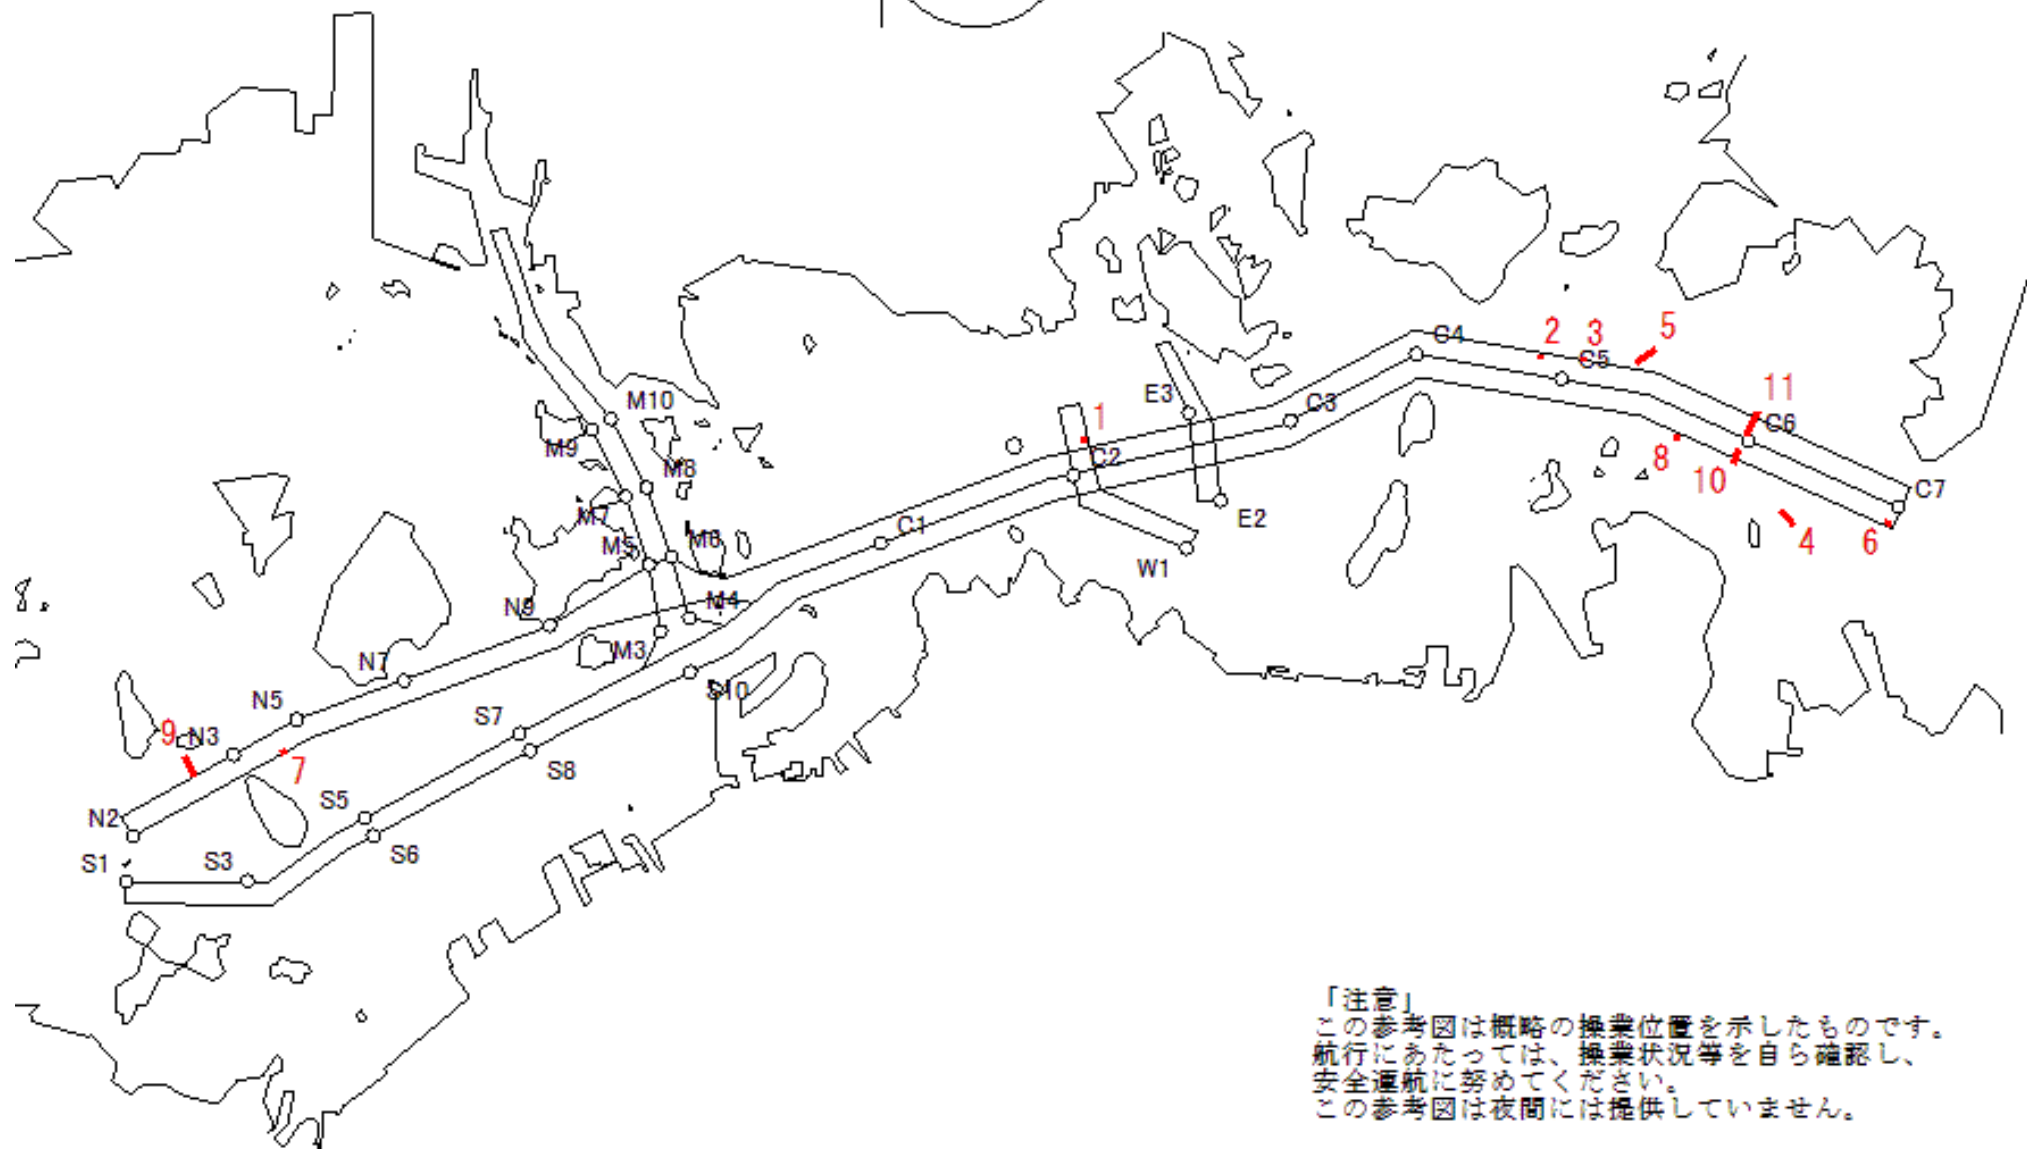 C4
2
3
5
C5
11
C6
E3
1
C3
M10
M9
C2
8
10
M8
C7
M7
E2
4
6
C1
M5
M6
W1
N9
M4
M3
N7
S10
N5
S7
9
N3
7
S8
S5
N2
S6
S1
S3
「注意」
この参考図は概略の操業位置を示したものです。
航行にあたっては、操業状況等を自ら確認し、
安全運航に努めてください。
この参考図は夜間には提供していません。